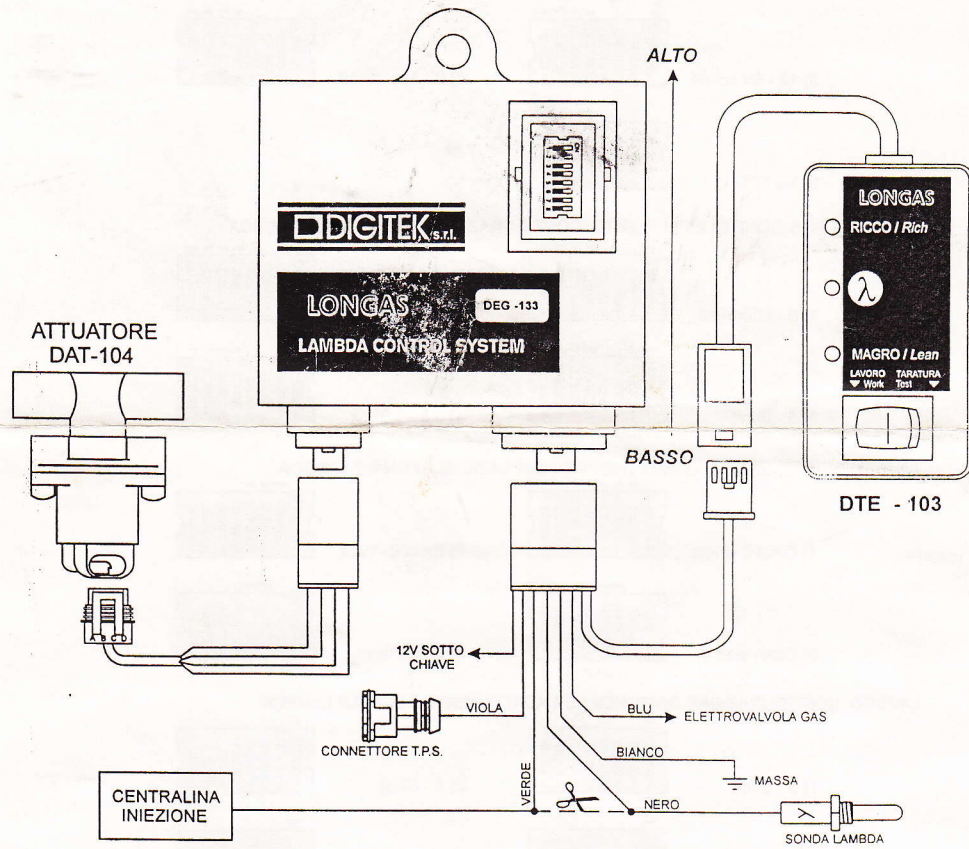 ALTO
DIGITEK s.r.l.
LONGAS
DEG -133
LAMBDA CONTROL SYSTEM
LONGAS
RICCO / Rich
λ
MAGRO / Lean
LAVORO TARATURA
Work Test
DTE - 103
BASSO
ATTUATORE
DAT-104
A B C D
12V SOTTO
CHIAVE
VIOLA
CONNETTORE T.P.S.
BLU
ELETTROVALVOLA GAS
BIANCO
MASSA
VERDE
NERO
CENTRALINA
INIEZIONE
SONDA LAMBDA